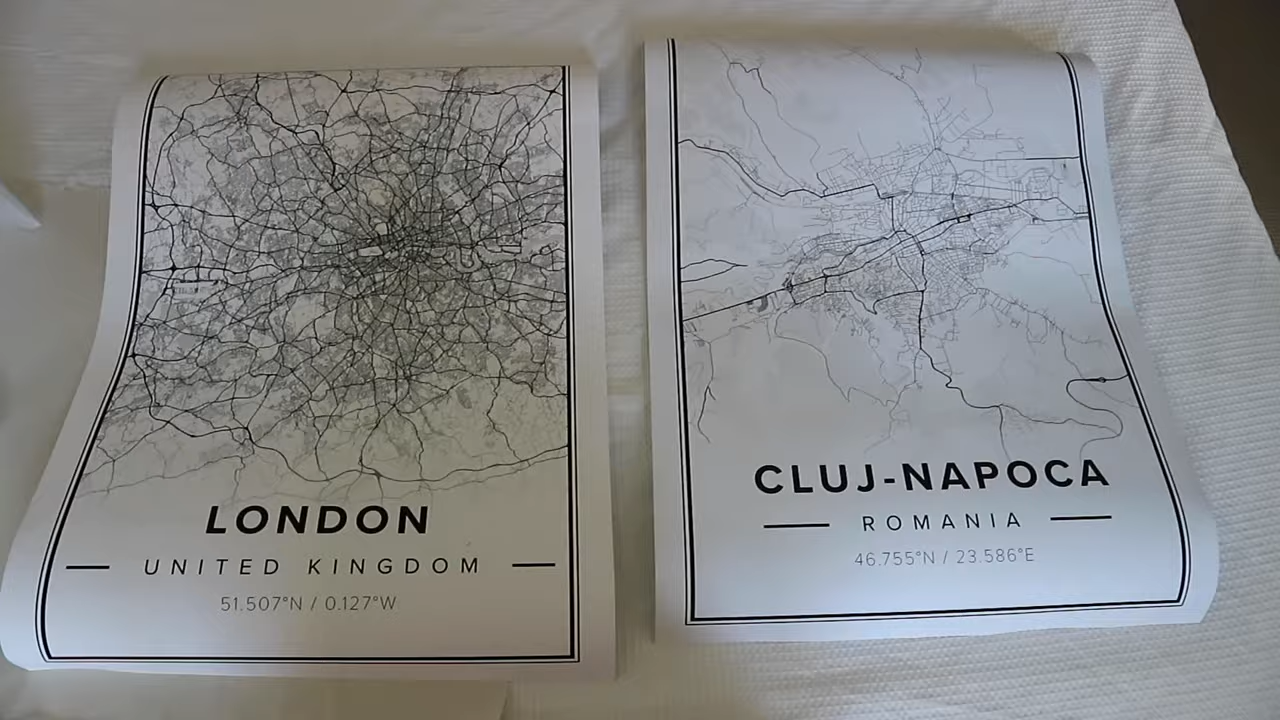 LONDON
UNITED KINGDOM
51.507°N / 0.127°W
CLUJ-NAPOCA
ROMANIA
46.755°N / 23.586°E